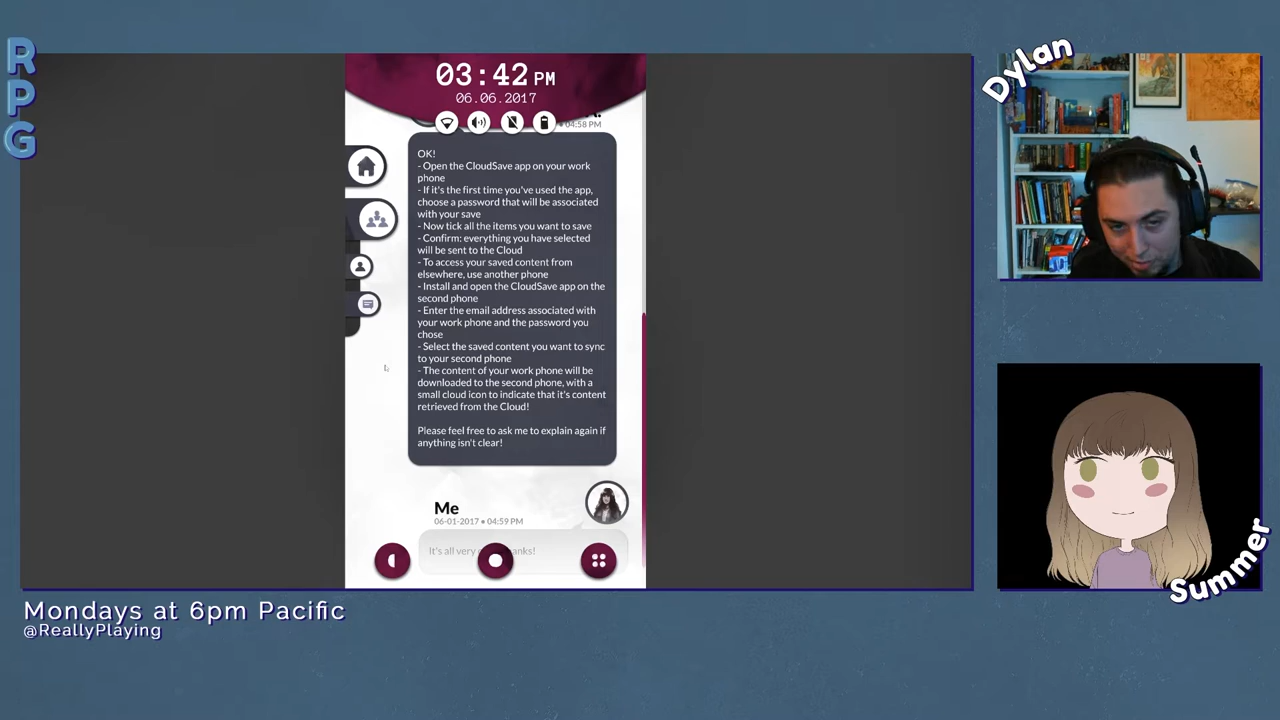 RPG
03:42 PM
06.06.2017
04:58 PM
OK!
- Open the CloudSave app on your work
phone
- If it's the first time you've used the app,
choose a password that will be associated
with your save
- Now tick all the items you want to save
- Confirm: everything you have selected
will be sent to the Cloud
- To access your saved content from
elsewhere, use another phone
- Install and open the CloudSave app on the
second phone
- Enter the email address associated with
your work phone and the password you
chose
- Select the saved content you want to sync
to your second phone
- The content of your work phone will be
downloaded to the second phone, with a
small cloud icon to indicate that it's content
retrieved from the Cloud!
Please feel free to ask me to explain again if
anything isn't clear!
Me
06-01-2017 ▪ 04:59 PM
It's all very
Dylan
Summer
Mondays at 6pm Pacific
@ReallyPlaying